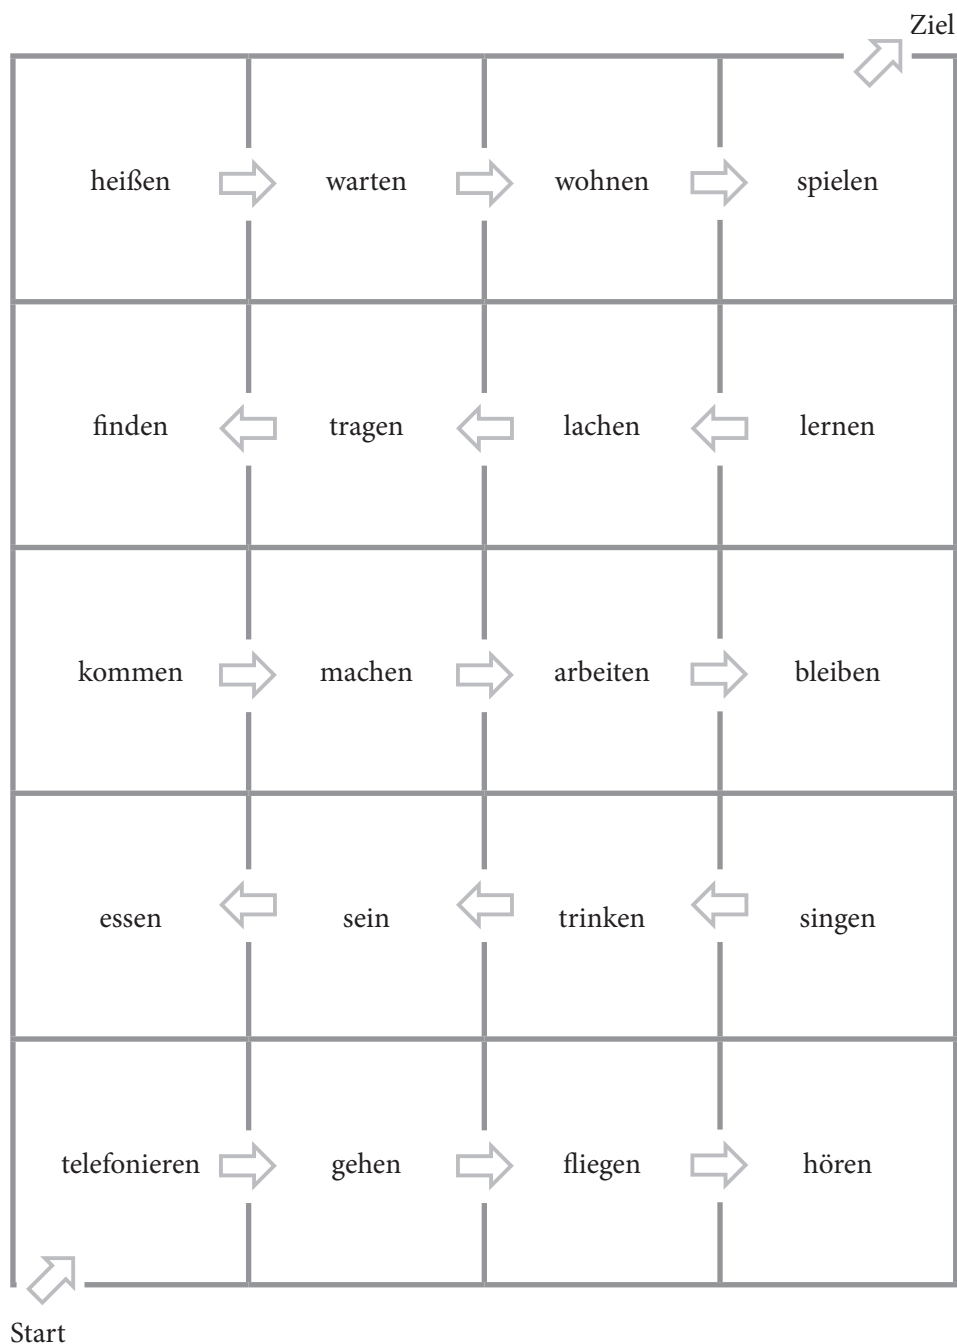 Ziel
heißen warten wohnen spielen
finden tragen lachen lernen
kommen machen arbeiten bleiben
essen sein trinken singen
telefonieren gehen fliegen hören
Start